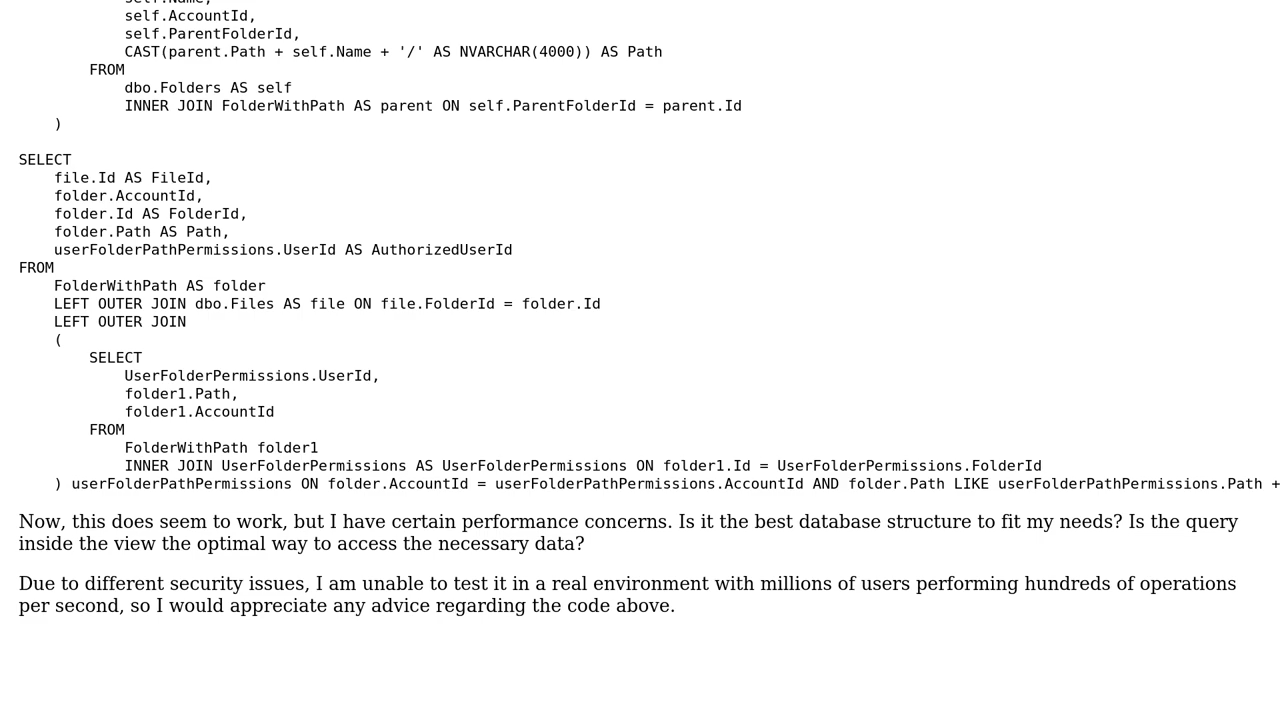 self.Name,
self.AccountId,
self.ParentFolderId,
CAST(parent.Path + self.Name + '/' AS NVARCHAR(4000)) AS Path
FROM
dbo.Folders AS self
INNER JOIN FolderWithPath AS parent ON self.ParentFolderId = parent.Id
)
SELECT
file.Id AS FileId,
folder.AccountId,
folder.Id AS FolderId,
folder.Path AS Path,
userFolderPathPermissions.UserId AS AuthorizedUserId
FROM
FolderWithPath AS folder
LEFT OUTER JOIN dbo.Files AS file ON file.FolderId = folder.Id
LEFT OUTER JOIN
(
SELECT
UserFolderPermissions.UserId,
folder1.Path,
folder1.AccountId
FROM
FolderWithPath folder1
INNER JOIN UserFolderPermissions AS UserFolderPermissions ON folder1.Id = UserFolderPermissions.FolderId
) userFolderPathPermissions ON folder.AccountId = userFolderPathPermissions.AccountId AND folder.Path LIKE userFolderPathPermissions.Path +
Now, this does seem to work, but I have certain performance concerns. Is it the best database structure to fit my needs? Is the query
inside the view the optimal way to access the necessary data?
Due to different security issues, I am unable to test it in a real environment with millions of users performing hundreds of operations
per second, so I would appreciate any advice regarding the code above.